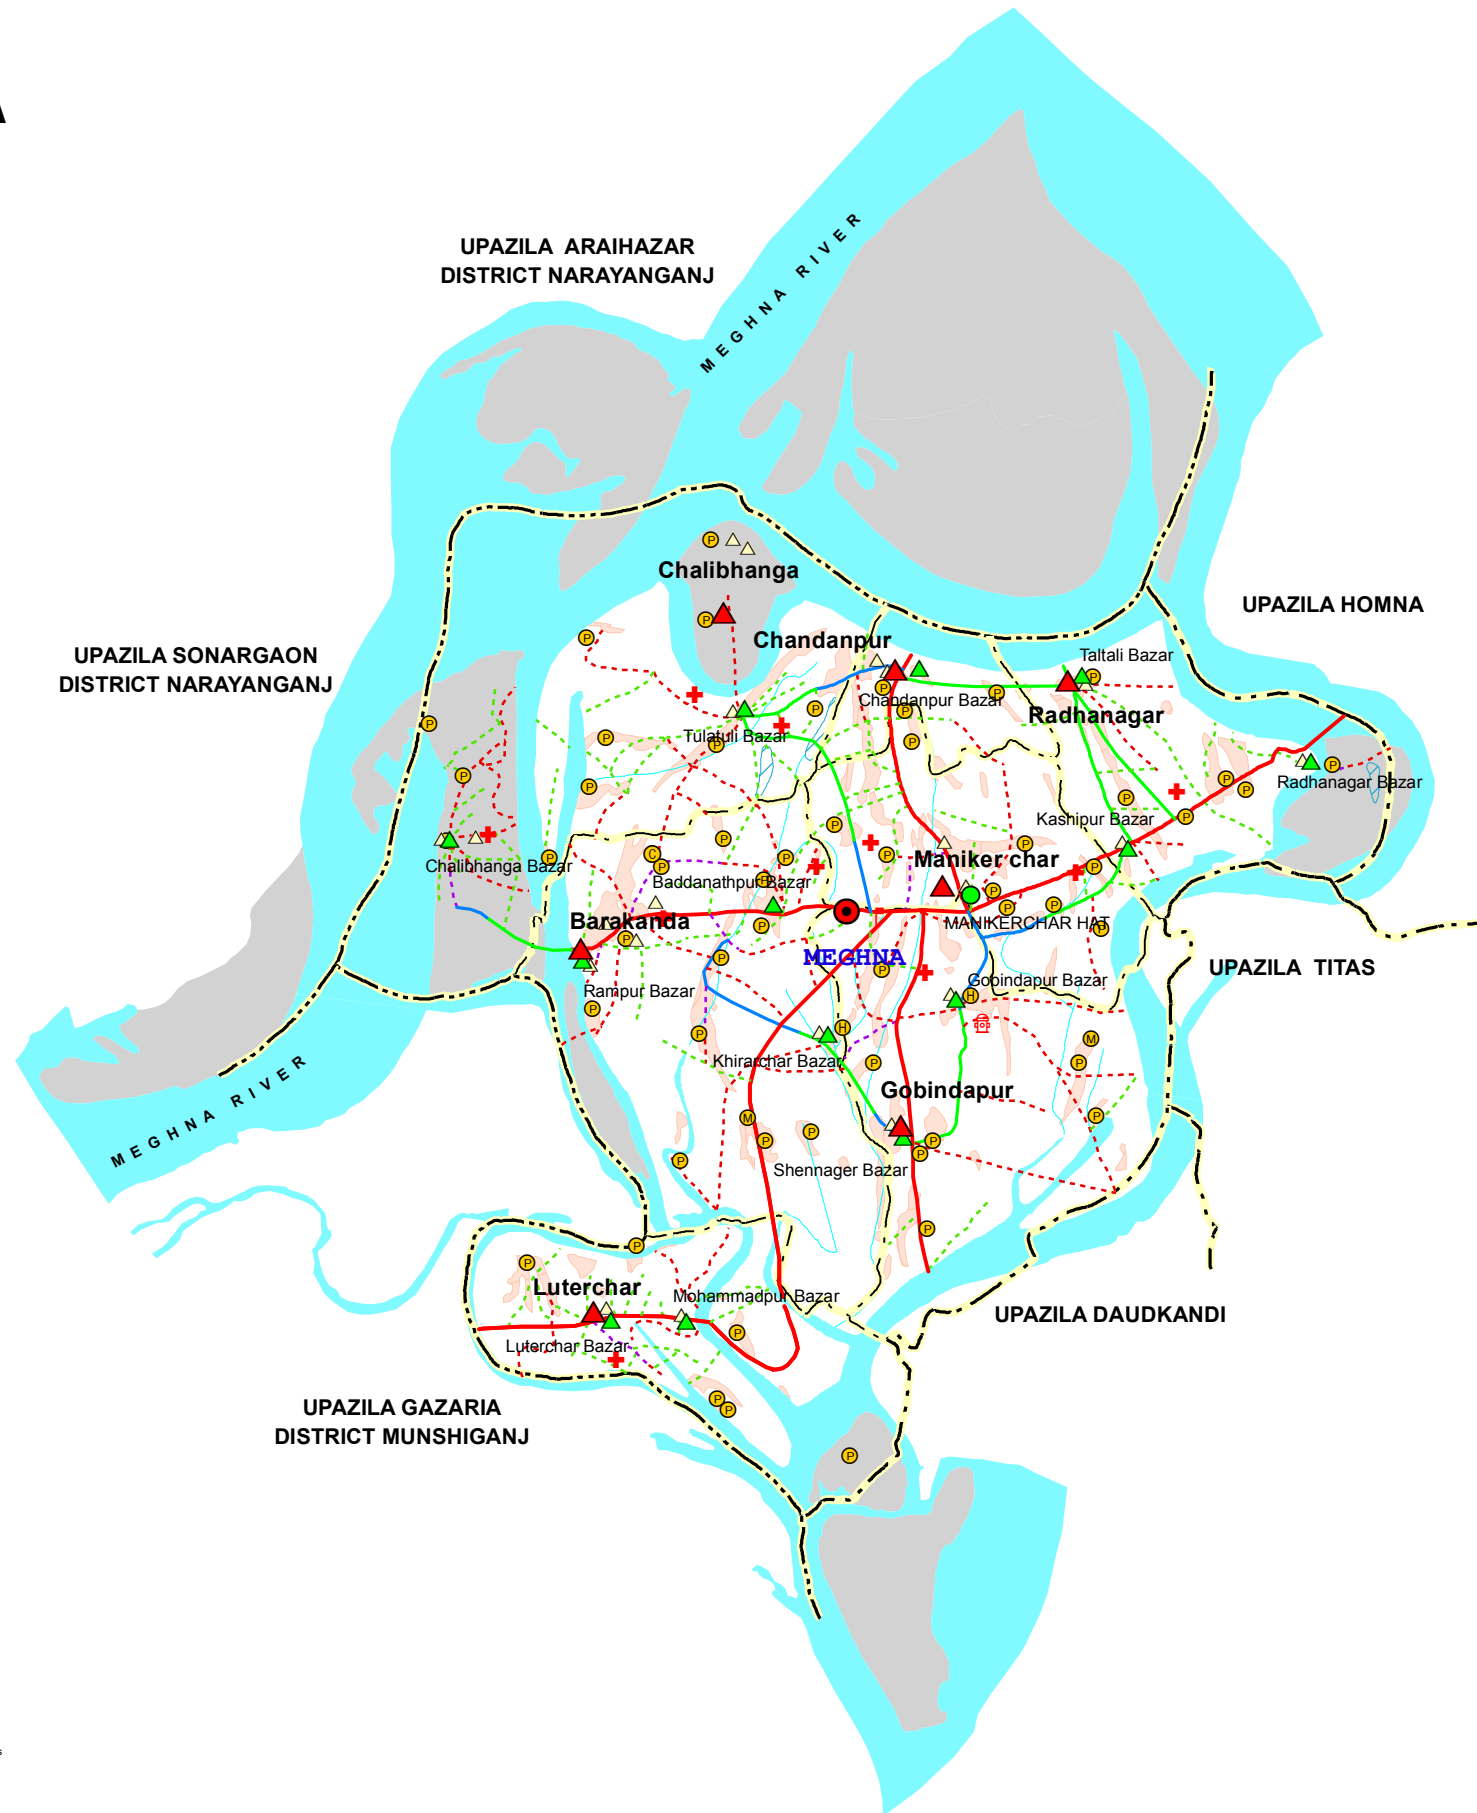 A
UPAZILA ARAIHAZAR
DISTRICT NARAYANGANJ
MEGHNA RIVER
Chalibhanga
UPAZILA HOMNA
Chandanpur
UPAZILA SONARGAON
DISTRICT NARAYANGANJ
Taltali Bazar
Chandanpur Bazar
Radhanagar
Tulatuli Bazar
Radhanagar Bazar
Kashipur Bazar
Maniker char
Chalibhanga Bazar
Baddanathpur Bazar
Barakanda
MANIKERCHAR HAT
MEGHNA
UPAZILA TITAS
Gobindapur Bazar
Rampur Bazar
Khirarchar Bazar
Gobindapur
MEGHNA RIVER
Shennager Bazar
Luterchar
Mohammadpur Bazar
UPAZILA DAUDKANDI
Luterchar Bazar
UPAZILA GAZARIA
DISTRICT MUNSHIGANJ
s